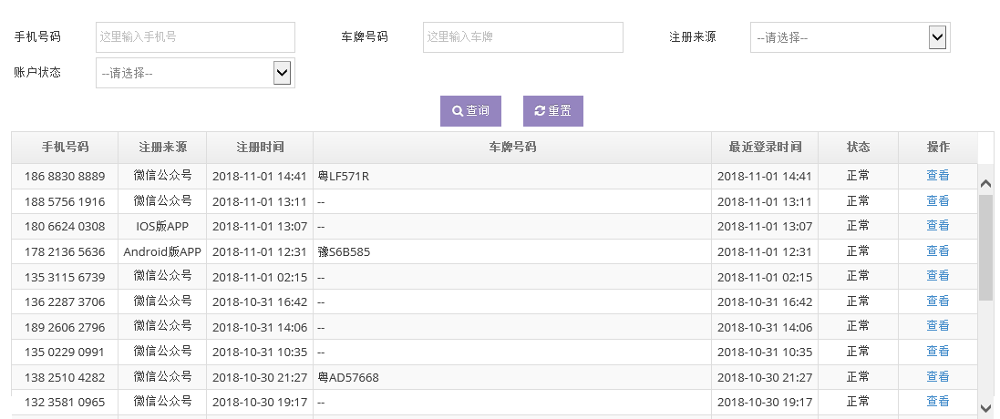 手机号码 这里输入手机号 车牌号码 这里输入车牌 注册来源 --请选择--
账户状态 --请选择--
查询 重置
手机号码 注册来源 注册时间 车牌号码 最近登录时间 状态 操作
186 8830 8889 微信公众号 2018-11-01 14:41 粤LF571R 2018-11-01 14:41 正常 查看
188 5756 1916 微信公众号 2018-11-01 13:11 -- 2018-11-01 13:11 正常 查看
180 6624 0308 IOS版APP 2018-11-01 13:07 -- 2018-11-01 13:07 正常 查看
178 2136 5636 Android版APP 2018-11-01 12:31 豫S6B585 2018-11-01 12:31 正常 查看
135 3115 6739 微信公众号 2018-11-01 02:15 -- 2018-11-01 02:15 正常 查看
136 2287 3706 微信公众号 2018-10-31 16:42 -- 2018-10-31 16:42 正常 查看
189 2606 2796 微信公众号 2018-10-31 14:06 -- 2018-10-31 14:06 正常 查看
135 0229 0991 微信公众号 2018-10-31 10:35 -- 2018-10-31 10:35 正常 查看
138 2510 4282 微信公众号 2018-10-30 21:27 粤AD57668 2018-10-30 21:27 正常 查看
132 3581 0965 微信公众号 2018-10-30 19:17 -- 2018-10-30 19:17 正常 查看